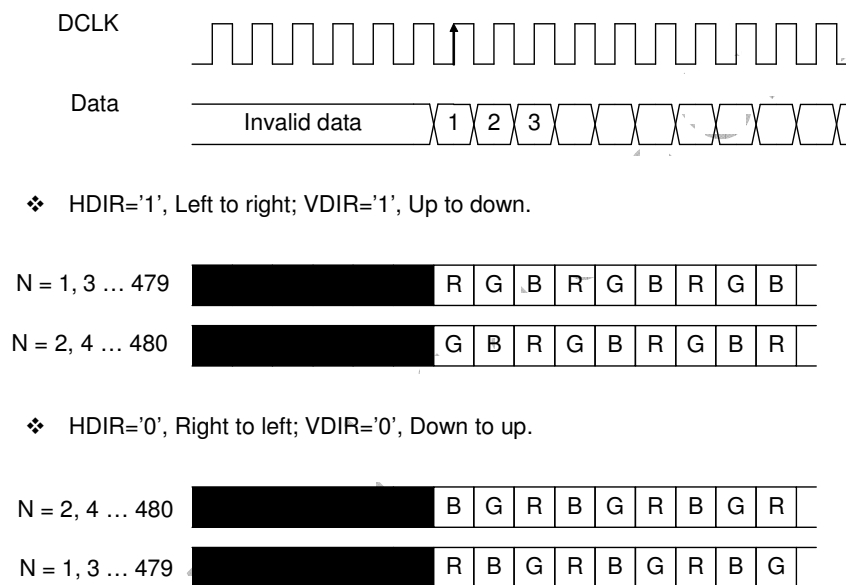 DCLK
Data
Invalid data 1 2 3
❖ HDIR='1', Left to right; VDIR='1', Up to down.
N = 1, 3 … 479 R G B R G B R G B
N = 2, 4 … 480 G B R G B R G B R
❖ HDIR='0', Right to left; VDIR='0', Down to up.
N = 2, 4 … 480 B G R B G R B G R
N = 1, 3 … 479 R B G R B G R B G